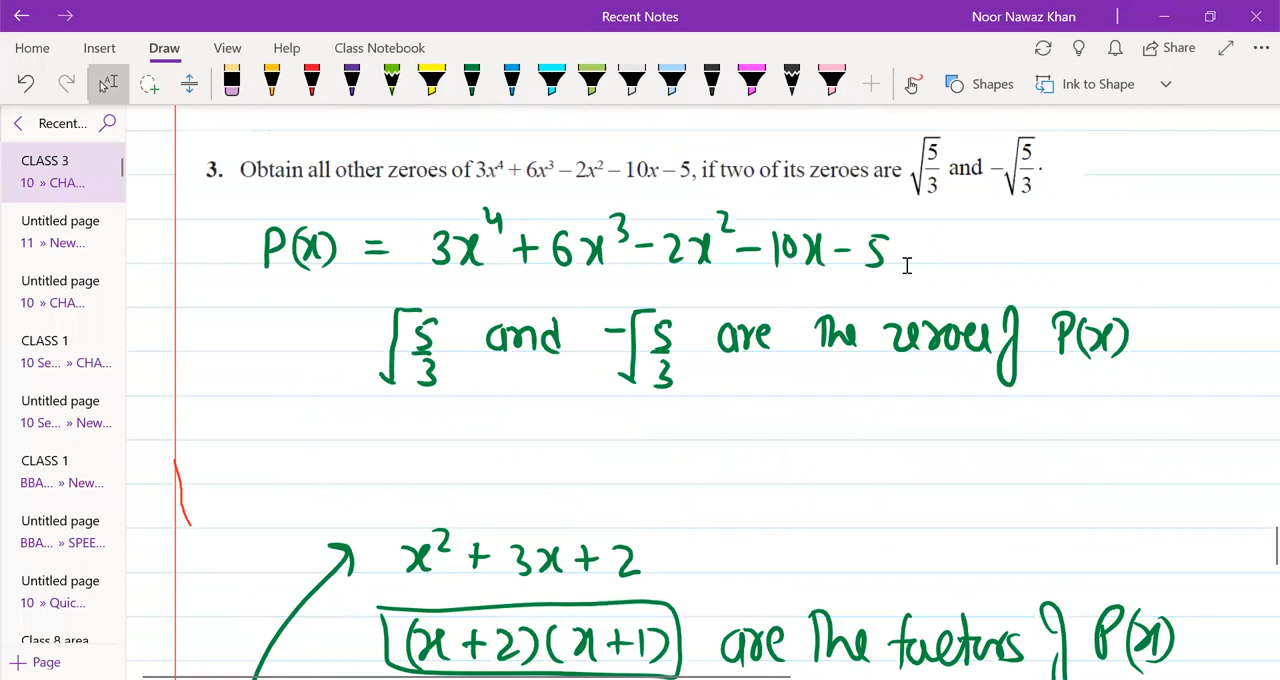 Recent Notes
Noor Nawaz Khan
Home Insert Draw View Help Class Notebook Share
Shapes Ink to Shape
Recent...
CLASS 3
10 » CHA...
Untitled page
11 » New...
Untitled page
10 » CHA...
CLASS 1
10 Se... » CHA...
Untitled page
10 Se... » New...
CLASS 1
BBA... » New...
Untitled page
BBA... » SPEE...
Untitled page
10 » Quic...
Class 8 area
+ Page
3. Obtain all other zeroes of 3x⁴ + 6x³ – 2x² – 10x – 5, if two of its zeroes are √(5/3) and –√(5/3).
P(x) = 3x⁴ + 6x³ – 2x² – 10x – 5
√(5/3) and –√(5/3) are the zeroes of P(x)
x² + 3x + 2
(x+2)(x+1) are the factors of P(x)